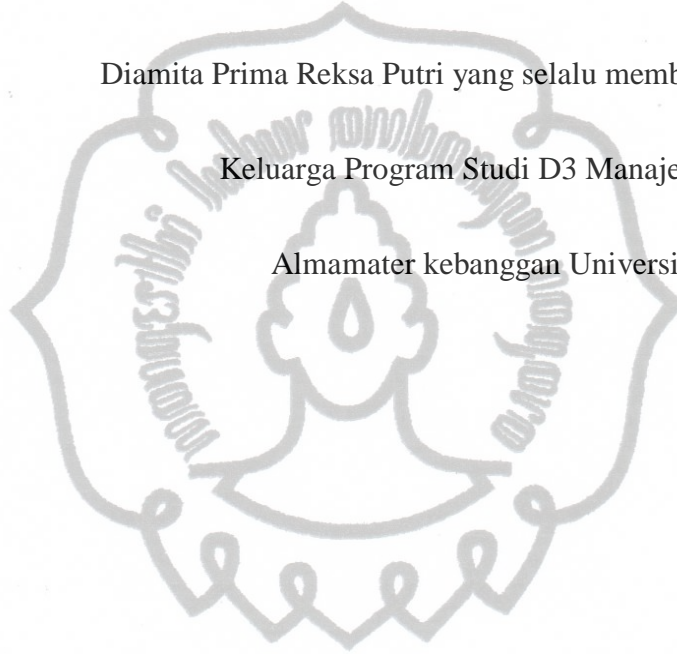 Diamita Prima Reksa Putri yang selalu memb
Keluarga Program Studi D3 Manaje
Almamater kebanggan Universi